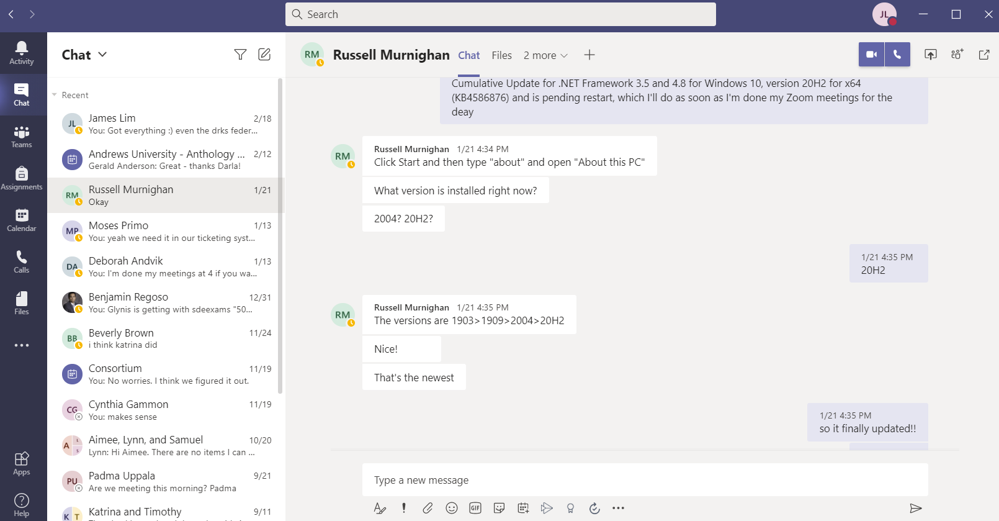 Search
JL
Activity
Chat
Teams
Assignments
Calendar
Calls
Files
Apps
Help
Chat
Recent
JL
James Lim
2/18
You: Got everything :) even the drks feder...
Andrews University - Anthology ...
2/12
Gerald Anderson: Great - thanks Darla!
RM
Russell Murnighan
1/21
Okay
MP
Moses Primo
1/13
You: yeah we need it in our ticketing syst...
DA
Deborah Andvik
1/13
You: I'm done my meetings at 4 if you wa...
Benjamin Regoso
12/31
You: Glynis is getting with sdeexams "50...
BB
Beverly Brown
11/24
i think katrina did
Consortium
11/19
You: No worries. I think we figured it out.
CG
Cynthia Gammon
11/19
You: makes sense
A L S
Aimee, Lynn, and Samuel
10/20
Lynn: Hi Aimee. There are no items I can ...
PU
Padma Uppala
9/21
Are we meeting this morning? Padma
K T
Katrina and Timothy
9/11
RM
Russell Murnighan
Chat
Files
2 more
Cumulative Update for .NET Framework 3.5 and 4.8 for Windows 10, version 20H2 for x64
(KB4586876) and is pending restart, which I'll do as soon as I'm done my Zoom meetings for the
deay
RM
Russell Murnighan 1/21 4:34 PM
Click Start and then type "about" and open "About this PC"
What version is installed right now?
2004? 20H2?
1/21 4:35 PM
20H2
RM
Russell Murnighan 1/21 4:35 PM
The versions are 1903>1909>2004>20H2
Nice!
That's the newest
1/21 4:35 PM
so it finally updated!!
Type a new message
GIF